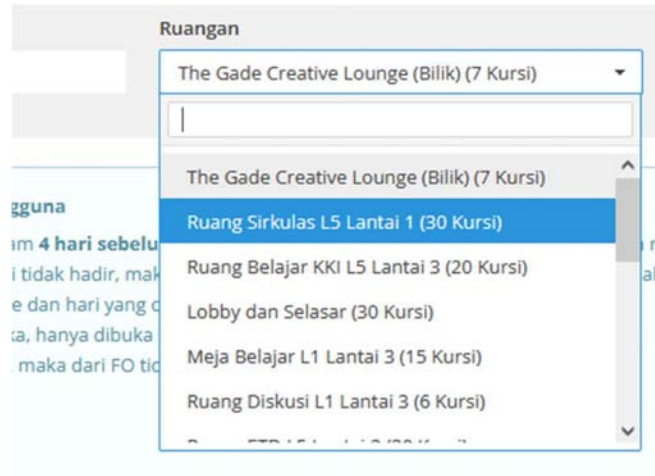 Ruangan
The Gade Creative Lounge (Bilik) (7 Kursi)
The Gade Creative Lounge (Bilik) (7 Kursi)
Ruang Sirkulas L5 Lantai 1 (30 Kursi)
Ruang Belajar KKI L5 Lantai 3 (20 Kursi)
Lobby dan Selasar (30 Kursi)
Meja Belajar L1 Lantai 3 (15 Kursi)
Ruang Diskusi L1 Lantai 3 (6 Kursi)
gguna
am 4 hari sebelu
i tidak hadir, mak
e dan hari yang
ka, hanya dibuka
maka dari FO tid